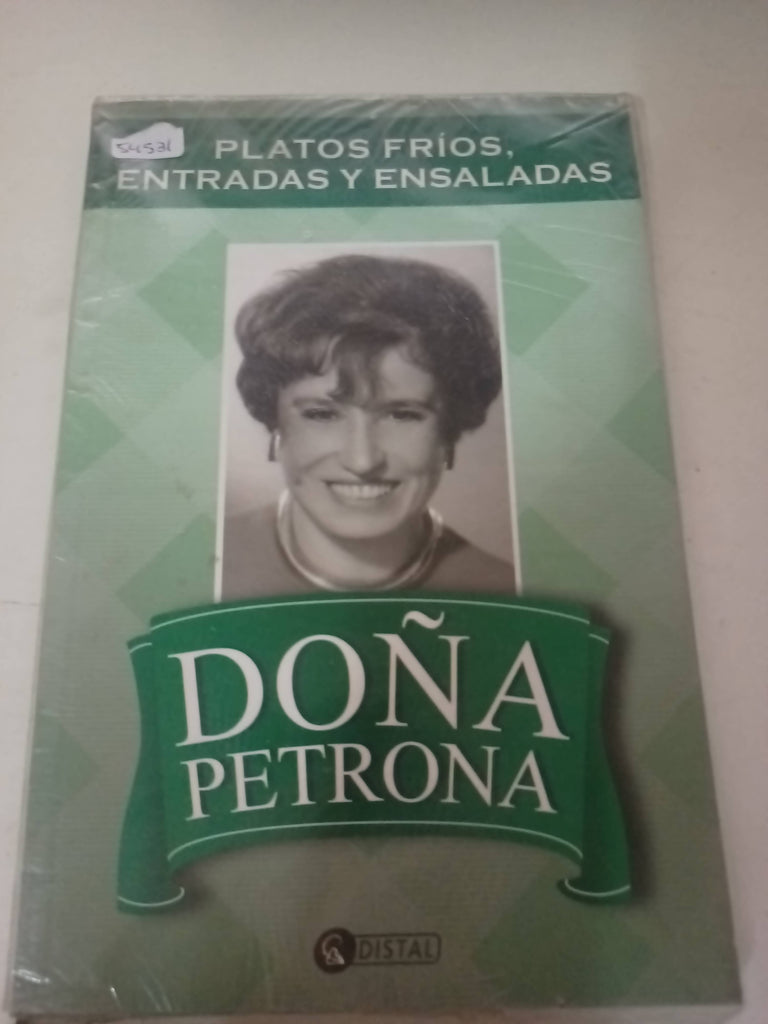 54531
PLATOS FRÍOS,
ENTRADAS Y ENSALADAS
DOÑA
PETRONA
DISTAL